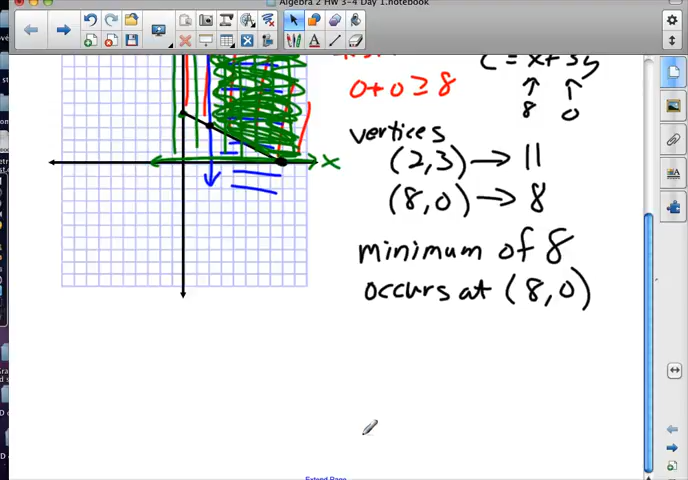 Algebra 2 HW 3-4 Day 1.notebook
C = x + 3y
0+0≥8
8 0
vertices
(2,3)→11
x
(8,0)→8
minimum of 8
occurs at (8,0)
Extend Page